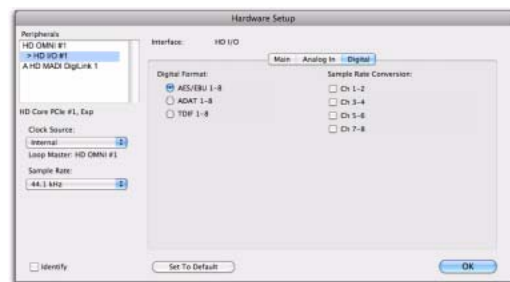 Hardware Setup
Peripherals
HD OMNI #1
> HD I/O #1
A HD MADI DigiLink 1
HD Core PCIe #1, Exp
Clock Source:
Internal
Loop Master: HD OMNI #1
Sample Rate:
44.1 kHz
Identify
Interface: HD I/O
Main Analog In Digital
Digital Format:
AES/EBU 1-8
ADAT 1-8
TDIF 1-8
Sample Rate Conversion:
Ch 1-2
Ch 3-4
Ch 5-6
Ch 7-8
Set To Default
OK